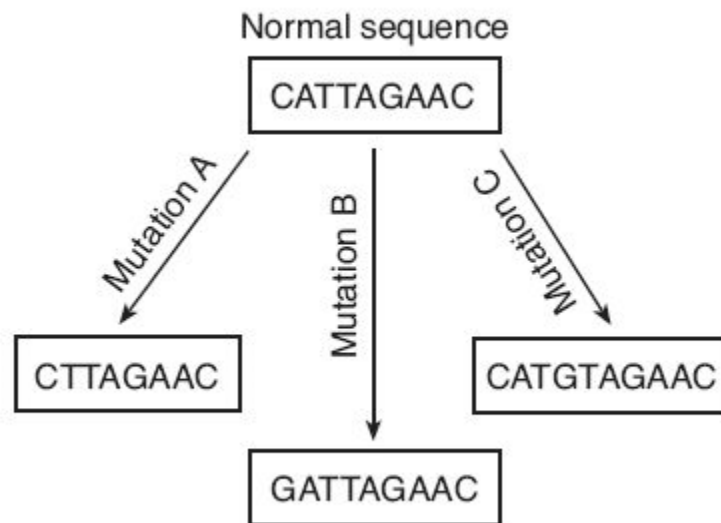 Normal sequence
CATTAGAAC
Mutation A
Mutation B
Mutation C
CTTAGAAC
CATGTAGAAC
GATTAGAAC